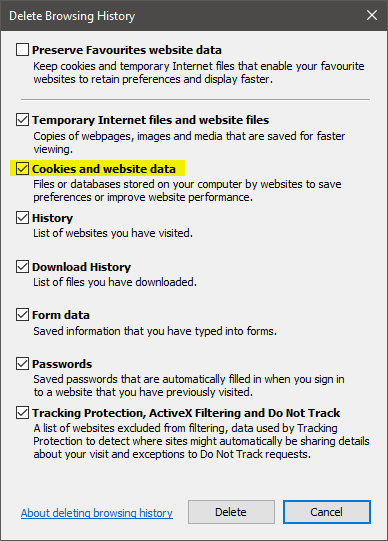 Delete Browsing History
Preserve Favourites website data
Keep cookies and temporary Internet files that enable your favourite
websites to retain preferences and display faster.
Temporary Internet files and website files
Copies of webpages, images and media that are saved for faster
viewing.
Cookies and website data
Files or databases stored on your computer by websites to save
preferences or improve website performance.
History
List of websites you have visited.
Download History
List of files you have downloaded.
Form data
Saved information that you have typed into forms.
Passwords
Saved passwords that are automatically filled in when you sign in
to a website that you have previously visited.
Tracking Protection, ActiveX Filtering and Do Not Track
A list of websites excluded from filtering, data used by Tracking
Protection to detect where sites might automatically be sharing details
about your visit and exceptions to Do Not Track requests.
About deleting browsing history
Delete
Cancel